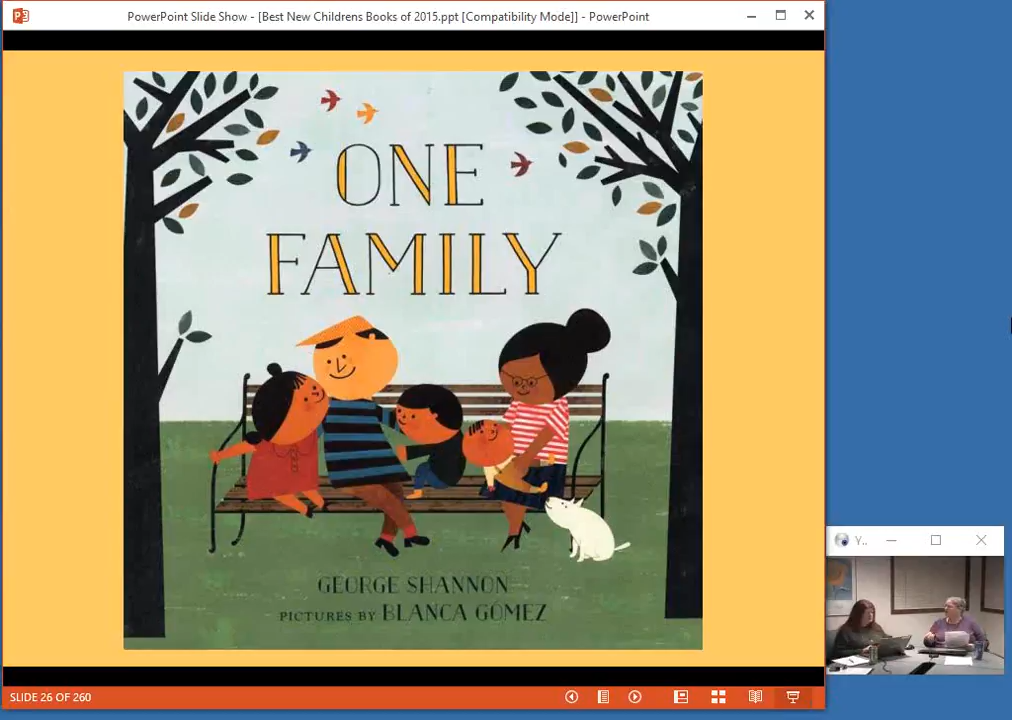 PowerPoint Slide Show - [Best New Childrens Books of 2015.ppt [Compatibility Mode]] - PowerPoint
ONE
FAMILY
GEORGE SHANNON
PICTURES BY BLANCA GÓMEZ
Y..
SLIDE 26 OF 260